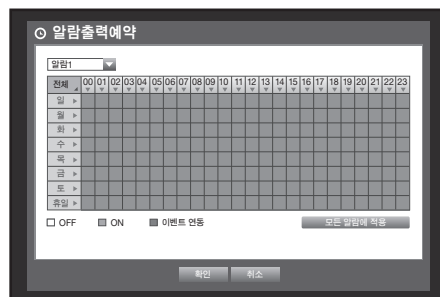 알람출력예약
알람1
전체 00 01 02 03 04 05 06 07 08 09 10 11 12 13 14 15 16 17 18 19 20 21 22 23
일
월
화
수
목
금
토
휴일
OFF ON 이벤트 연동 모든 알람에 적용
확인 취소